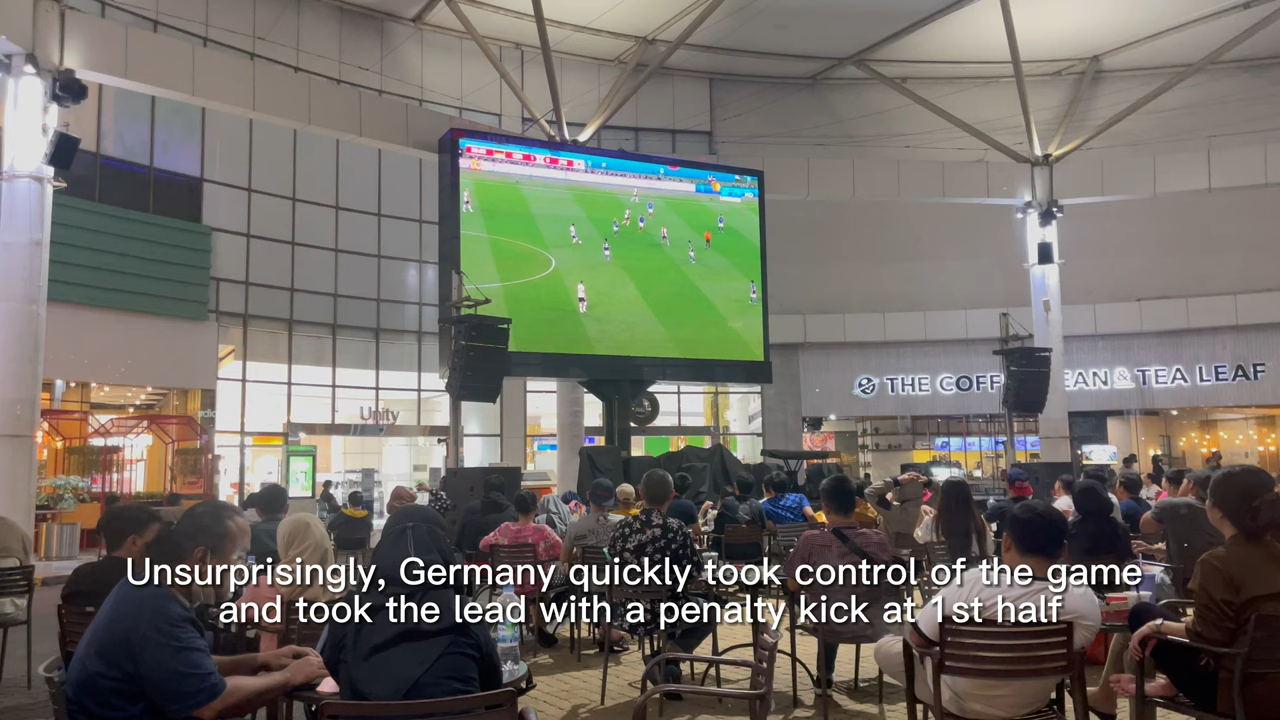 Unity
THE COFF EAN & TEA LEAF
Unsurprisingly, Germany quickly took control of the game
and took the lead with a penalty kick at 1st half